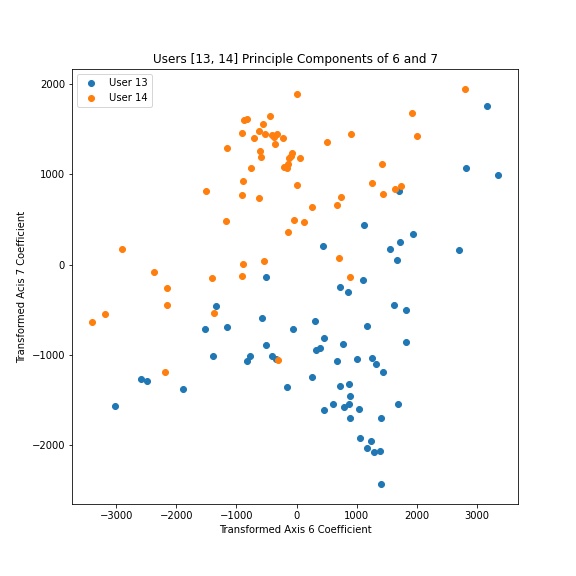 Users [13, 14] Principle Components of 6 and 7
User 13
User 14
2000
1000
0
−1000
−2000
Transformed Acis 7 Coefficient
−3000 −2000 −1000 0 1000 2000 3000
Transformed Axis 6 Coefficient